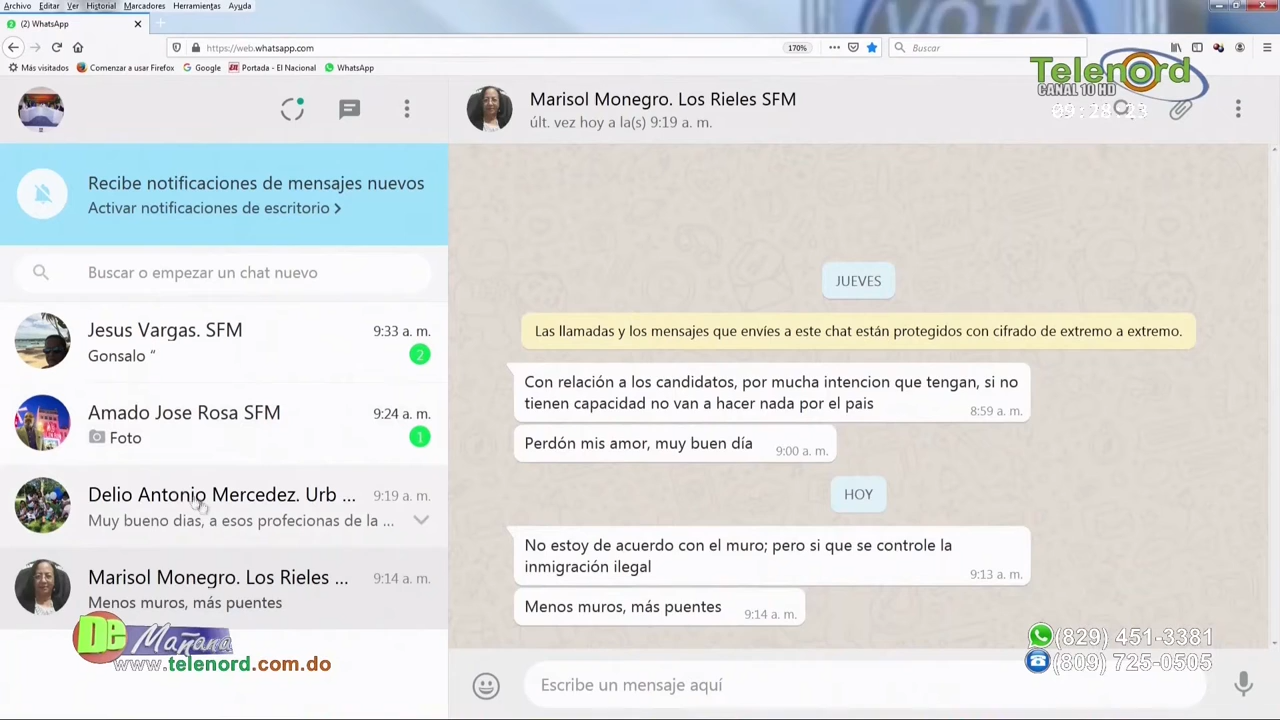 Archivo Editar Ver Historial Marcadores Herramientas Ayuda
(2) WhatsApp
https://web.whatsapp.com
170%
Buscar
Más visitados Comenzar a usar Firefox Google Portada - El Nacional WhatsApp
Telenord
CANAL 10 HD
Marisol Monegro. Los Rieles SFM
últ. vez hoy a la(s) 9:19 a. m.
Recibe notificaciones de mensajes nuevos
Activar notificaciones de escritorio
Buscar o empezar un chat nuevo
Jesus Vargas. SFM 9:33 a. m.
Gonsalo “ 2
Amado Jose Rosa SFM 9:24 a. m.
Foto 1
Delio Antonio Mercedez. Urb ... 9:19 a. m.
Muy bueno dias, a esos profecionas de la ...
Marisol Monegro. Los Rieles ... 9:14 a. m.
Menos muros, más puentes
JUEVES
Las llamadas y los mensajes que envíes a este chat están protegidos con cifrado de extremo a extremo.
Con relación a los candidatos, por mucha intencion que tengan, si no
tienen capacidad no van a hacer nada por el pais
8:59 a. m.
Perdón mis amor, muy buen día
9:00 a. m.
HOY
No estoy de acuerdo con el muro; pero si que se controle la
inmigración ilegal
9:13 a. m.
Menos muros, más puentes
9:14 a. m.
De Mañana
www.telenord.com.do
(829) 451-3381
(809) 725-0505
Escribe un mensaje aquí